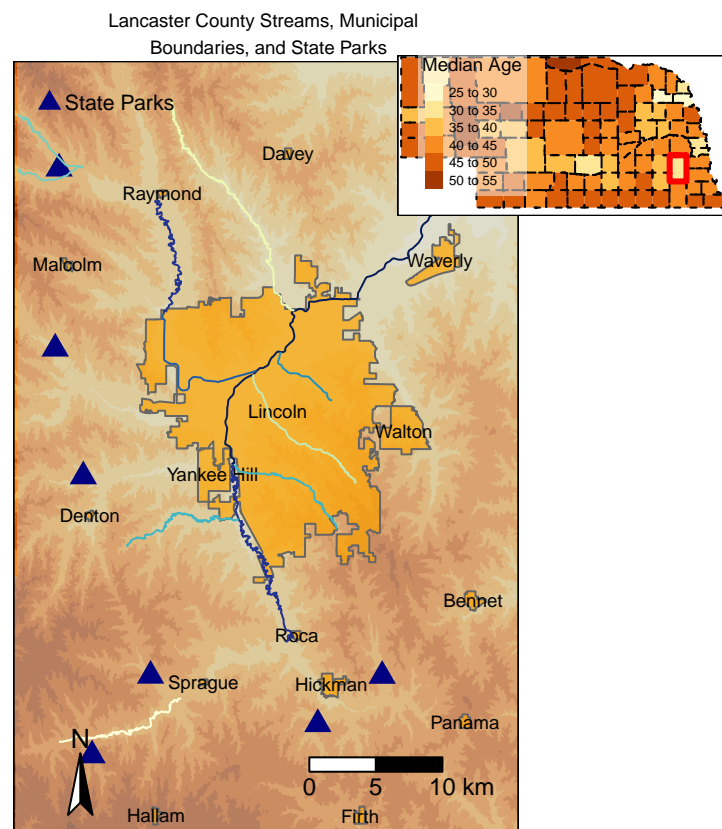 Lancaster County Streams, Municipal
Boundaries, and State Parks
Median Age
25 to 30
30 to 35
35 to 40
40 to 45
45 to 50
50 to 55
State Parks
Davey
Raymond
Malcolm
Waverly
Lincoln
Walton
Yankee Hill
Denton
Bennet
Roca
Sprague
Hickman
Panama
N
0 5 10 km
Hallam
Firth